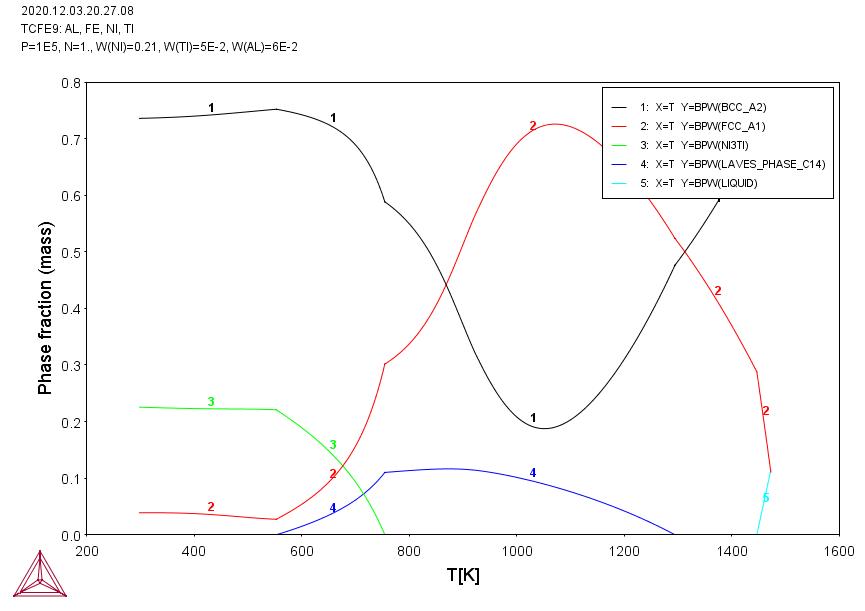 2020.12.03.20.27.08
TCFE9: AL, FE, NI, TI
P=1E5, N=1., W(NI)=0.21, W(TI)=5E-2, W(AL)=6E-2
0.8
0.7
0.6
0.5
0.4
0.3
0.2
0.1
0.0
Phase fraction (mass)
1: X=T Y=BPW(BCC_A2)
2: X=T Y=BPW(FCC_A1)
3: X=T Y=BPW(NI3TI)
4: X=T Y=BPW(LAVES_PHASE_C14)
5: X=T Y=BPW(LIQUID)
1
1
2
2
1
2
3
3
2
4
4
2
5
200 400 600 800 1000 1200 1400 1600
T[K]